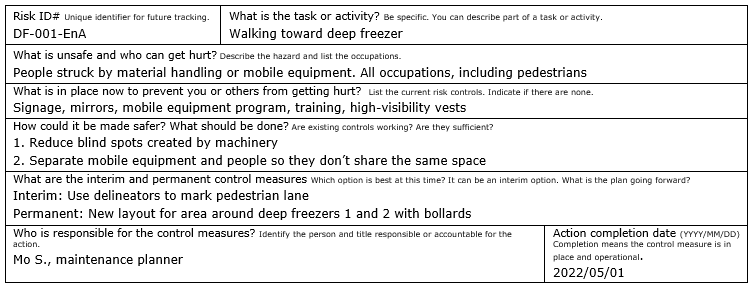 Risk ID# Unique identifier for future tracking.
DF-001-EnA
What is the task or activity? Be specific. You can describe part of a task or activity.
Walking toward deep freezer
What is unsafe and who can get hurt? Describe the hazard and list the occupations.
People struck by material handling or mobile equipment. All occupations, including pedestrians
What is in place now to prevent you or others from getting hurt? List the current risk controls. Indicate if there are none.
Signage, mirrors, mobile equipment program, training, high-visibility vests
How could it be made safer? What should be done? Are existing controls working? Are they sufficient?
1. Reduce blind spots created by machinery
2. Separate mobile equipment and people so they don’t share the same space
What are the interim and permanent control measures Which option is best at this time? It can be an interim option. What is the plan going forward?
Interim: Use delineators to mark pedestrian lane
Permanent: New layout for area around deep freezers 1 and 2 with bollards
Who is responsible for the control measures? Identify the person and title responsible or accountable for the
action.
Mo S., maintenance planner
Action completion date (YYYY/MM/DD)
Completion means the control measure is in
place and operational.
2022/05/01